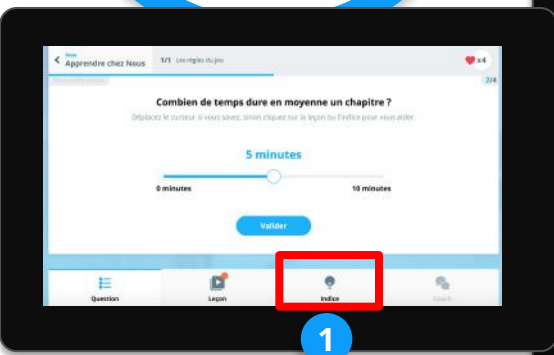 Apprendre chez Nous
1/1 Les règles du jeu
x4
2/4
Combien de temps dure en moyenne un chapitre ?
Déplacez le curseur si vous savez, sinon cliquez sur la leçon ou l'indice pour vous aider.
5 minutes
0 minutes
10 minutes
Valider
Question
Leçon
Indice
Coach
1